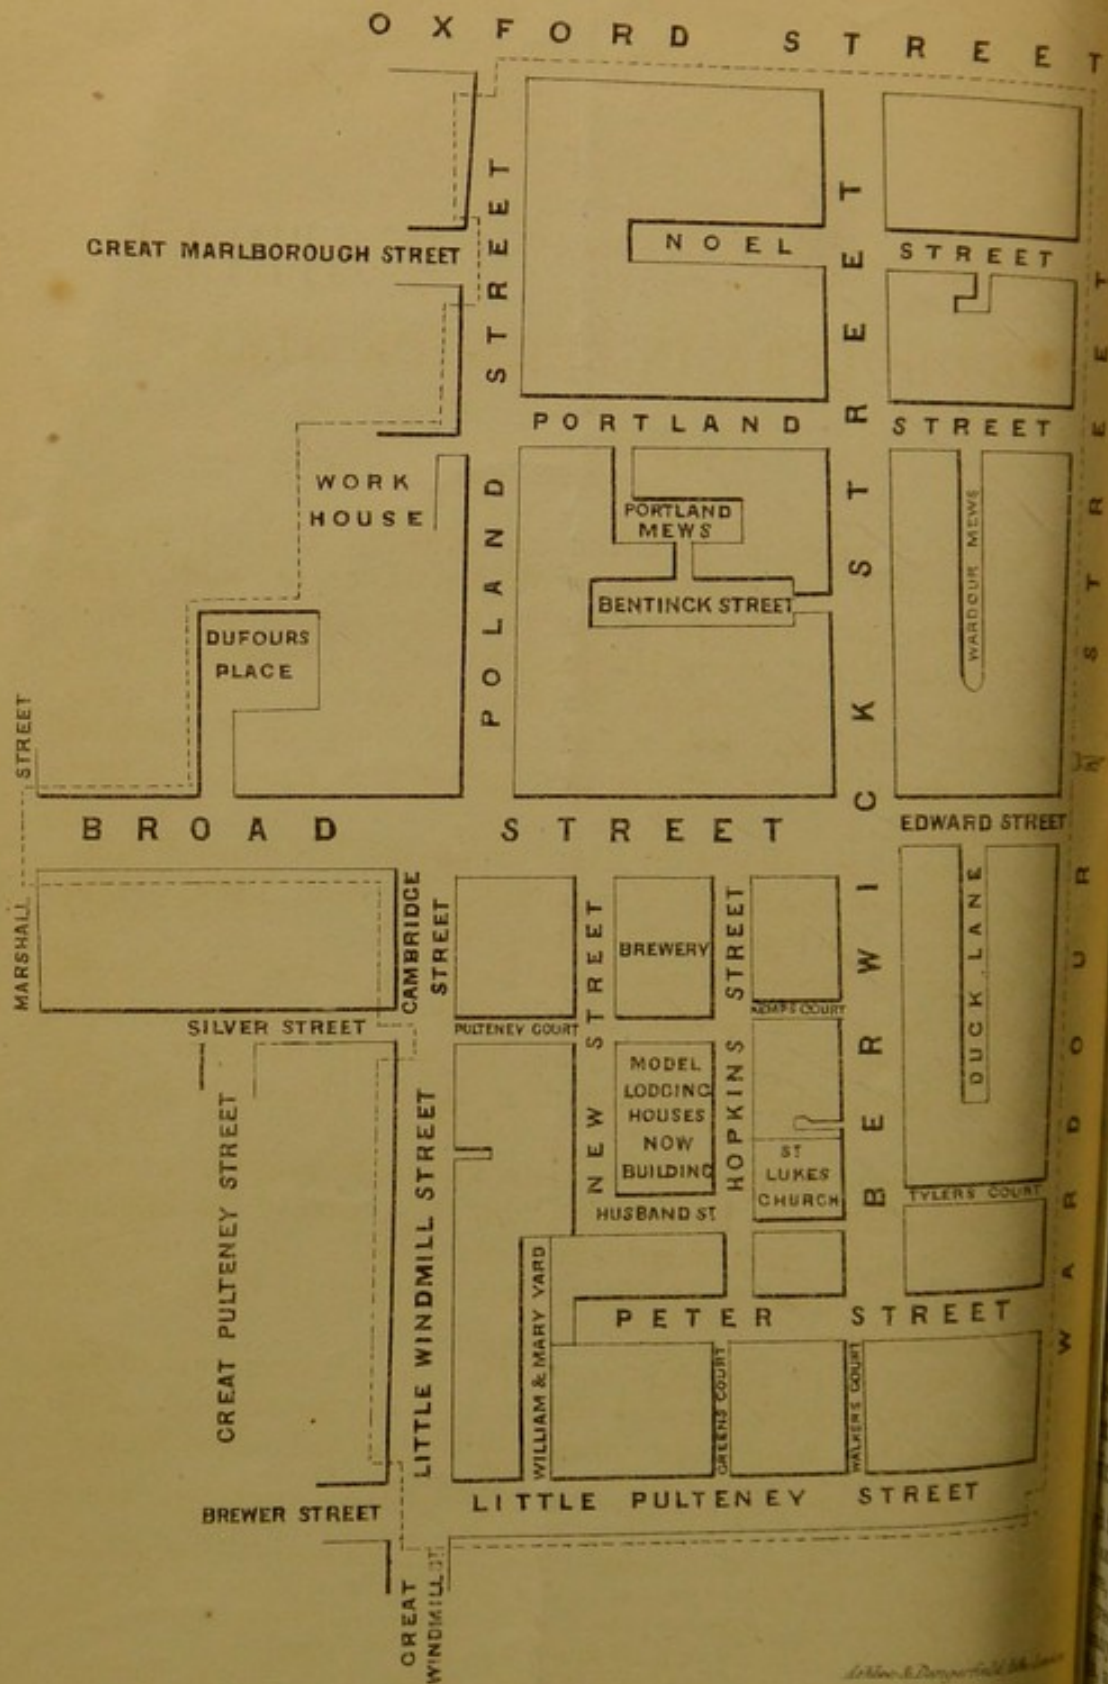 OXFORD STREET
GREAT MARLBOROUGH STREET
POLAND STREET
NOEL STREET
BERWICK STREET
PORTLAND STREET
WARDOUR STREET
WORK
HOUSE
PORTLAND
MEWS
BENTINCK STREET
WARDOUR MEWS
DUFOURS
PLACE
MARSHALL STREET
BROAD STREET
EDWARD STREET
CAMBRIDGE
STREET
NEW STREET
BREWERY
HOPKINS STREET
DUCK LANE
KEMPS COURT
SILVER STREET
PULTENEY COURT
GREAT PULTENEY STREET
LITTLE WINDMILL STREET
MODEL
LODGING
HOUSES
NOW
BUILDING
ST
LUKES
CHURCH
TYLERS COURT
HUSBAND ST.
WILLIAM & MARY YARD
PETER STREET
GREENS COURT
WALKERS COURT
BREWER STREET
LITTLE PULTENEY STREET
GREAT
WINDMILL ST